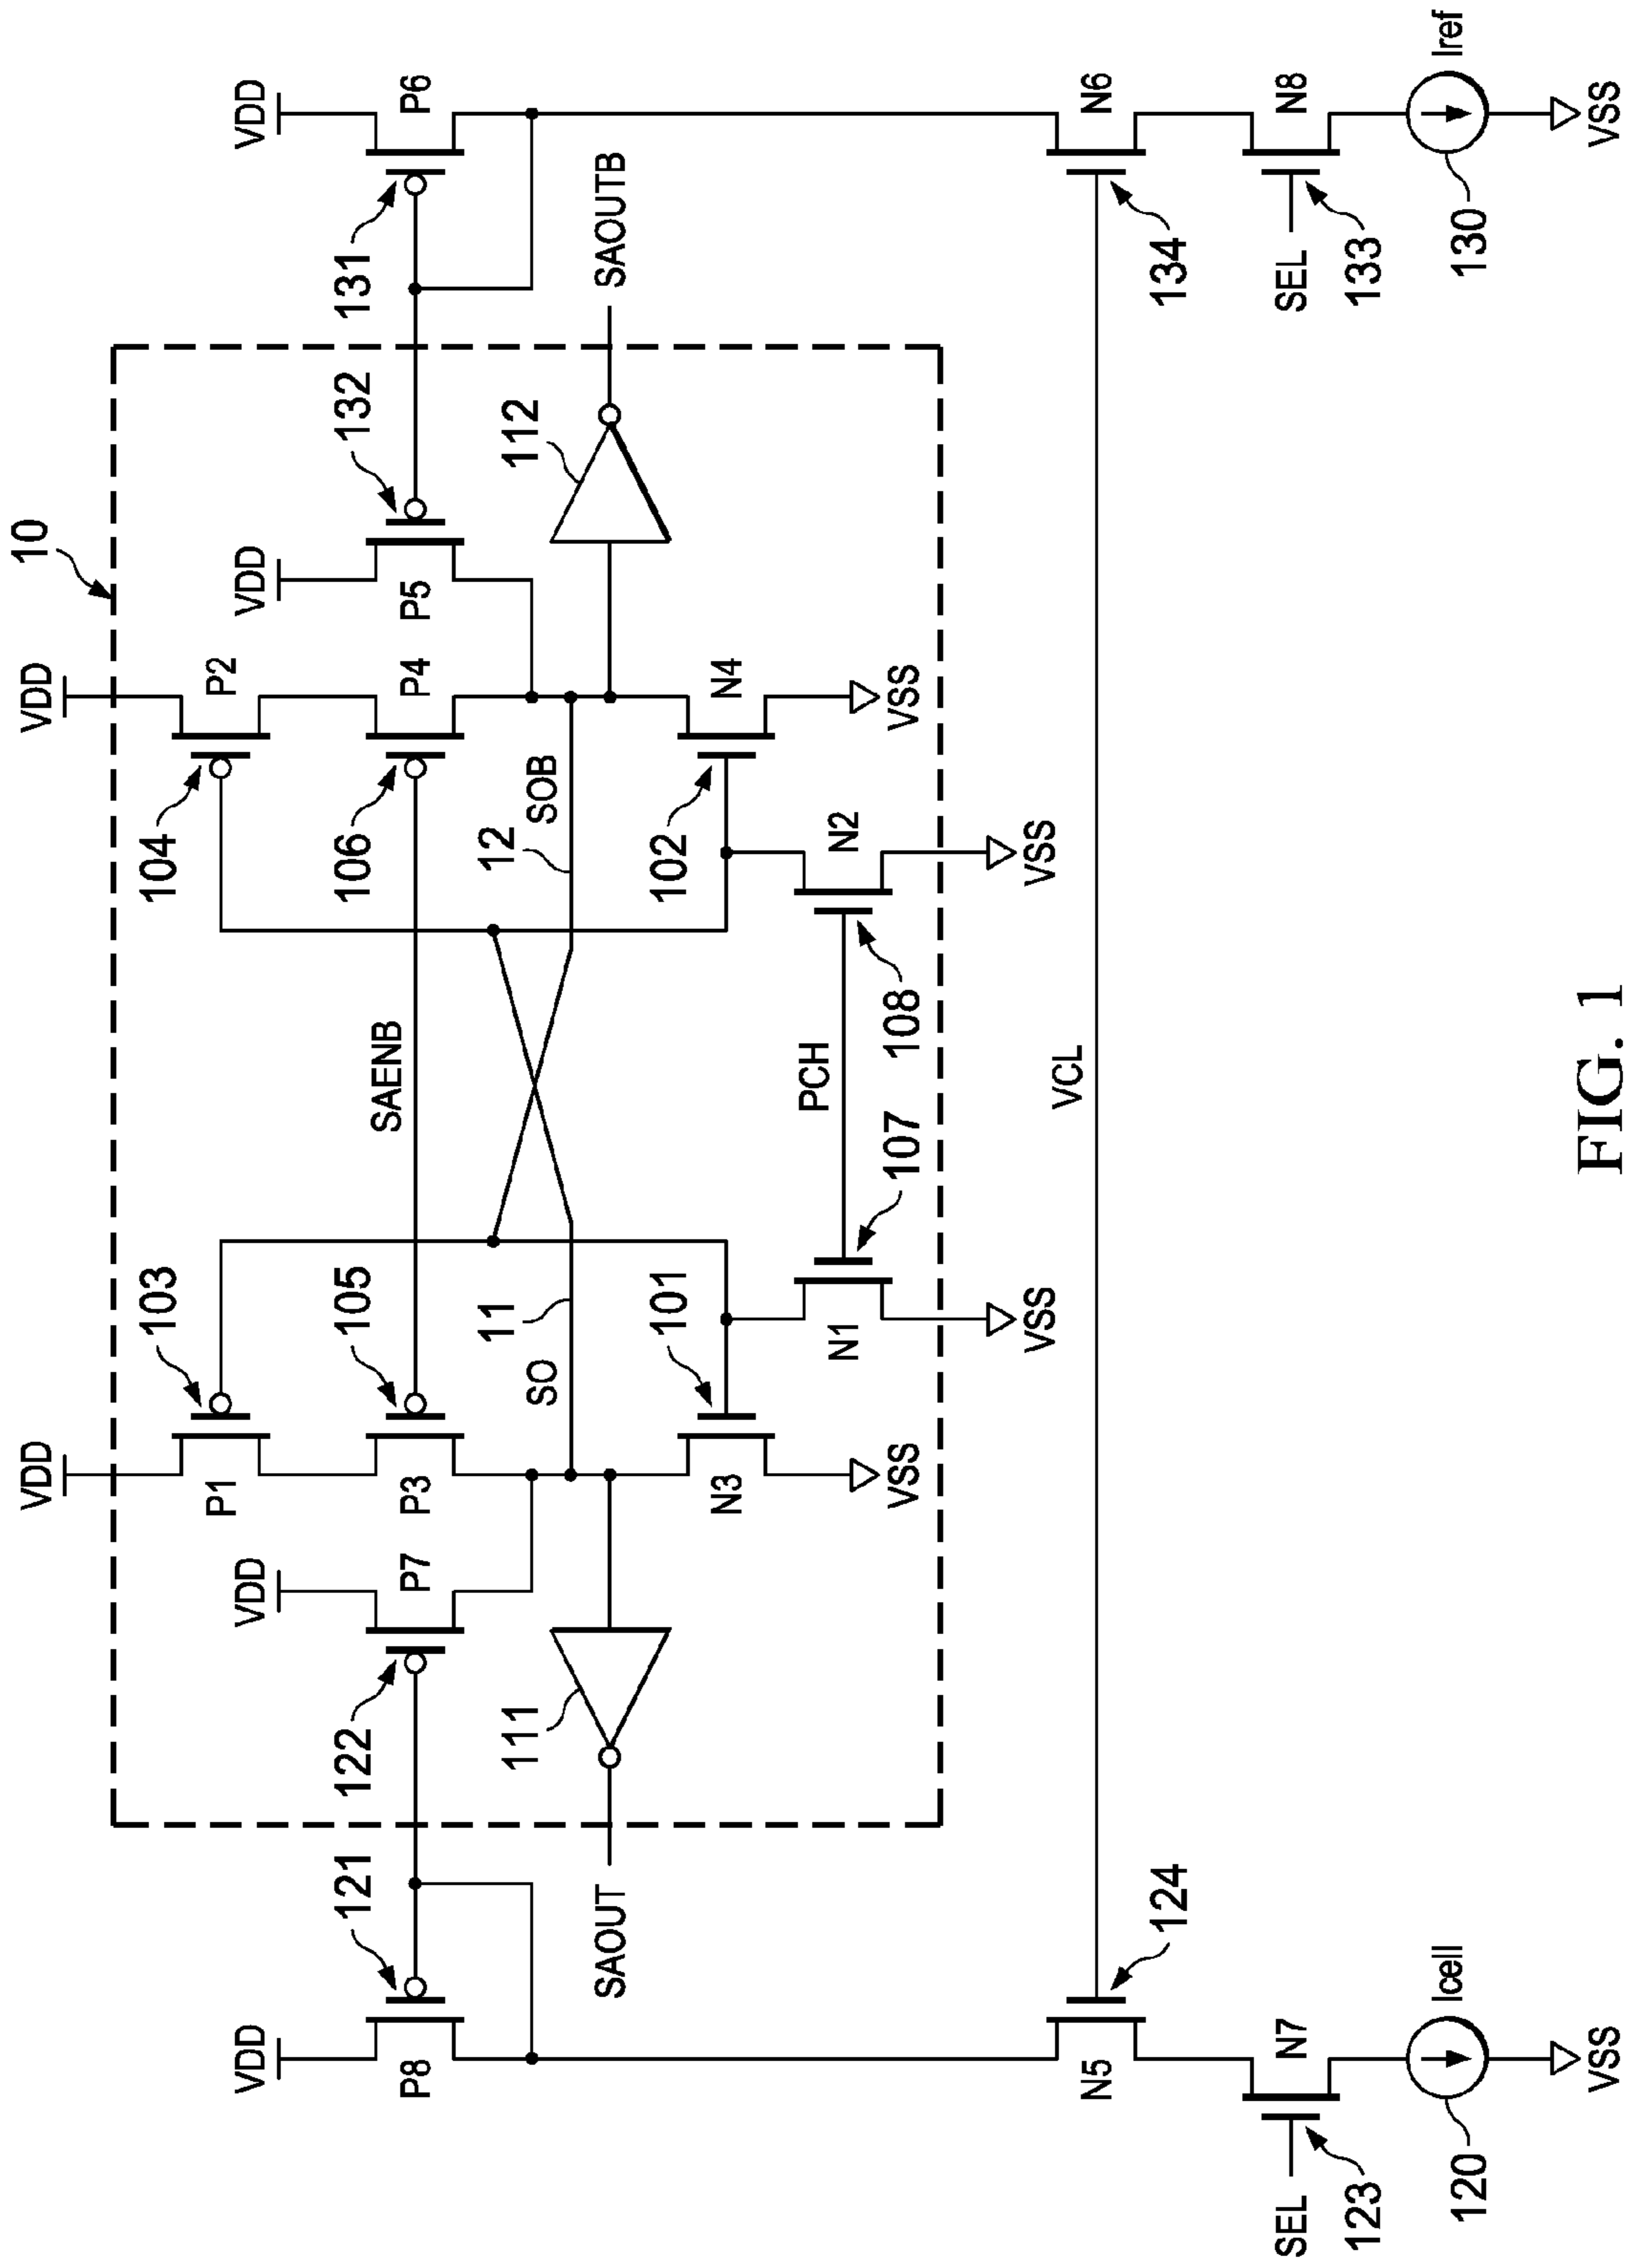 10
VDD
VDD
103
104
P1
P2
VDD
VDD
VDD
VDD
121
122
105
106
132
131
SAENB
P8
P7
P3
P4
P5
P6
111
11
12
112
SO
SOB
SAOUT
SAOUTB
101
102
N3
N4
PCH
N1
N2
VSS
107
108
VSS
VSS
VSS
VCL
N5
N6
124
134
SEL
N7
SEL
N8
123
133
Icell
Iref
120
130
VSS
VSS
FIG. 1